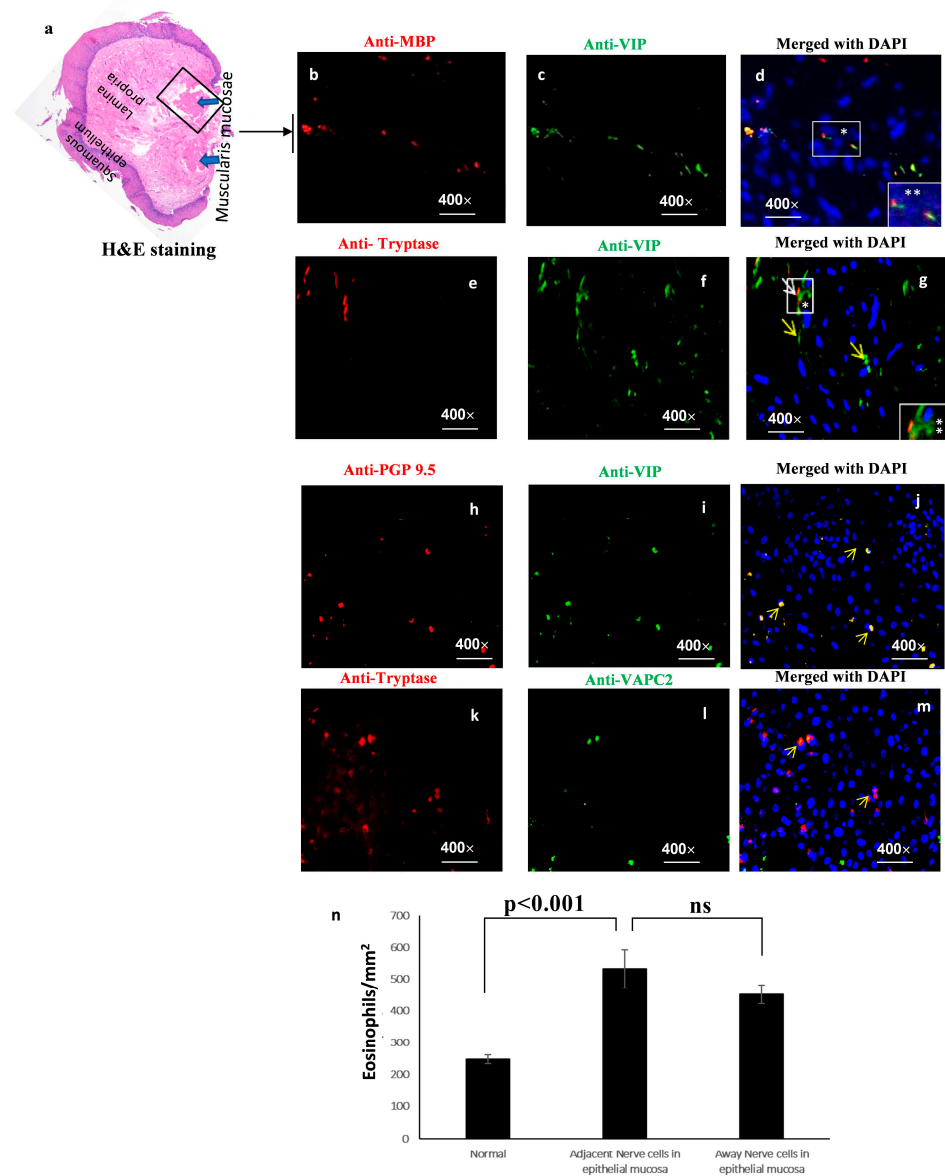 a
Lamina
propria
Squamous
epithelium
Muscularis mucosae
H&E staining
Anti-MBP
Anti-VIP
Merged with DAPI
b
c
d
*
**
400×
400×
400×
Anti- Tryptase
Anti-VIP
Merged with DAPI
e
f
g
*
**
400×
400×
400×
Anti-PGP 9.5
Anti-VIP
Merged with DAPI
h
i
j
400×
400×
400×
Anti-Tryptase
Anti-VAPC2
Merged with DAPI
k
l
m
400×
400×
400×
n
p<0.001
ns
Eosinophils/mm²
700
600
500
400
300
200
100
0
Normal
Adjacent Nerve cells in
epithelial mucosa
Away Nerve cells in
epithelial mucosa